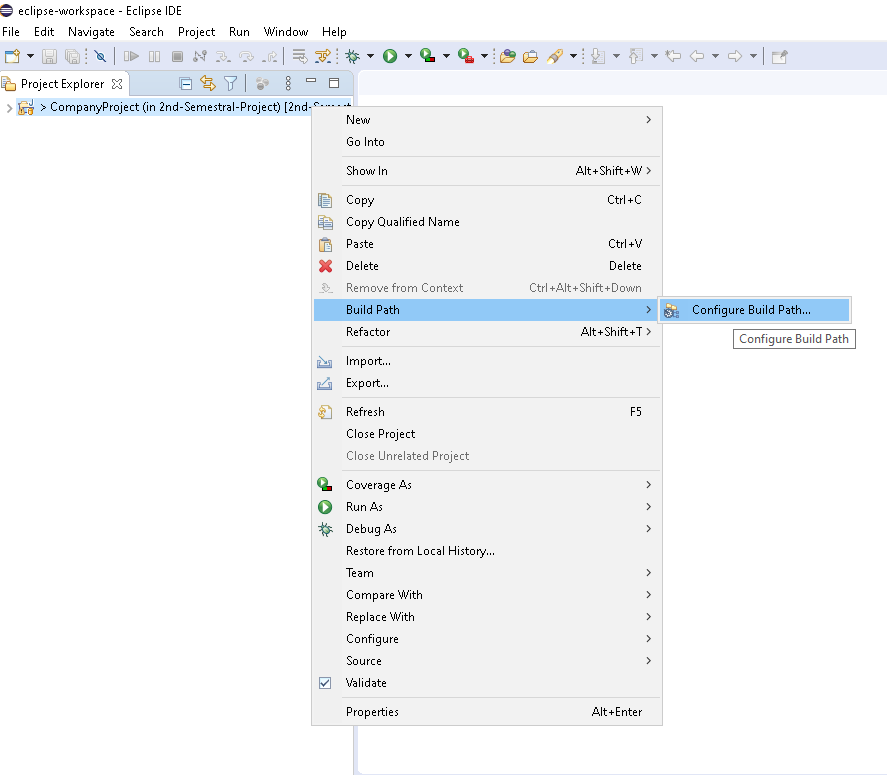 eclipse-workspace - Eclipse IDE
File Edit Navigate Search Project Run Window Help
Project Explorer
> CompanyProject (in 2nd-Semestral-Project) [2nd-Semest
New
Go Into
Show In Alt+Shift+W
Copy Ctrl+C
Copy Qualified Name
Paste Ctrl+V
Delete Delete
Remove from Context Ctrl+Alt+Shift+Down
Build Path
Configure Build Path...
Refactor Alt+Shift+T
Configure Build Path
Import...
Export...
Refresh F5
Close Project
Close Unrelated Project
Coverage As
Run As
Debug As
Restore from Local History...
Team
Compare With
Replace With
Configure
Source
Validate
Properties Alt+Enter